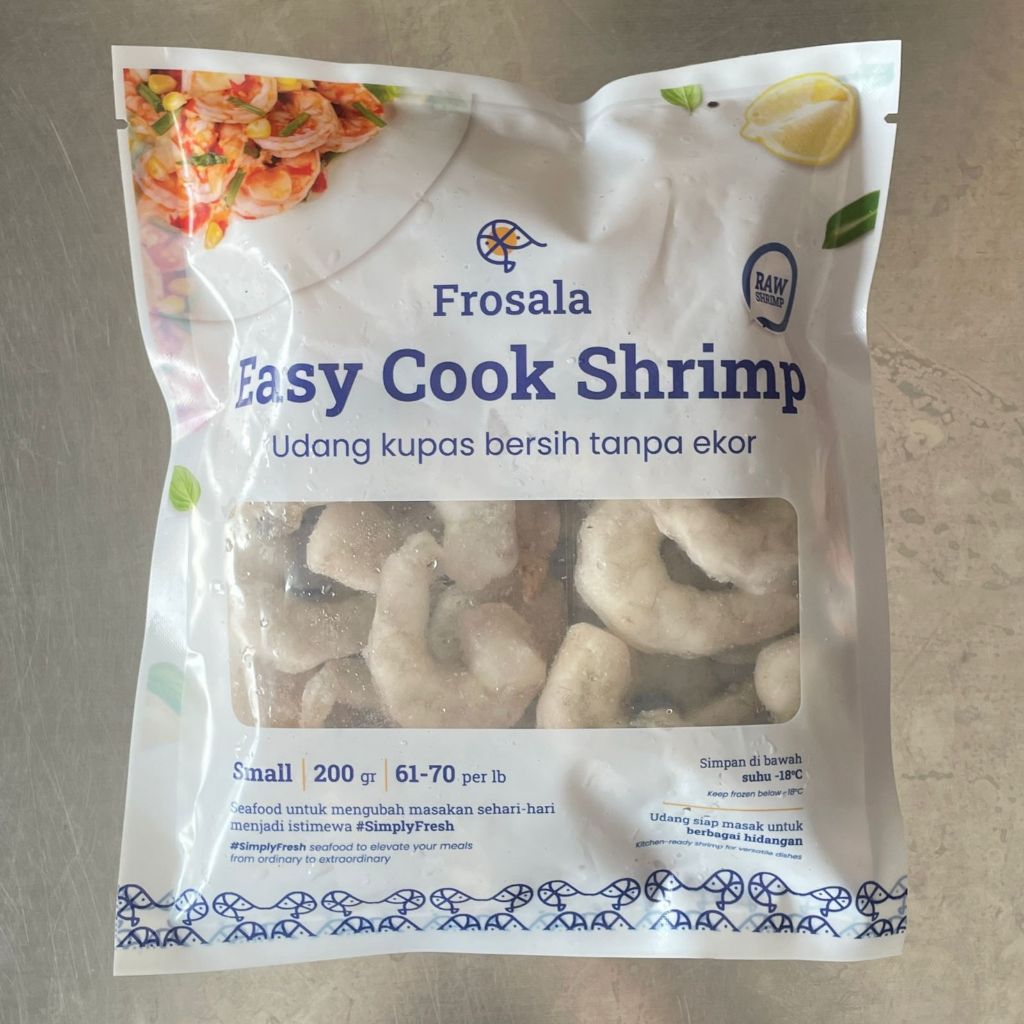 Frosala
RAW
SHRIMP
Easy Cook Shrimp
Udang kupas bersih tanpa ekor
Small | 200 gr | 61-70 per lb
Seafood untuk mengubah masakan sehari-hari
menjadi istimewa #SimplyFresh
#SimplyFresh seafood to elevate your meals
from ordinary to extraordinary
Simpan di bawah
suhu -18°C
Keep frozen below -18°C
Udang siap masak untuk
berbagai hidangan
Kitchen-ready shrimp for versatile dishes